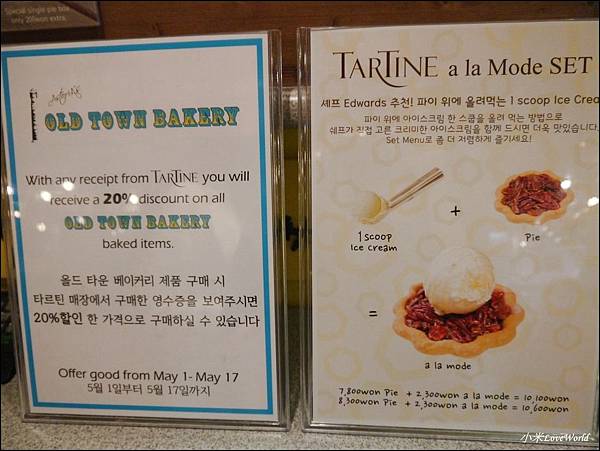 Special single pie box
only 200won extra.
OLD TOWN BAKERY
With any receipt from TARTINE you will
receive a 20% discount on all
OLD TOWN BAKERY
baked items.
올드 타운 베이커리 제품 구매 시
타르틴 매장에서 구매한 영수증을 보여주시면
20%할인 한 가격으로 구매하실 수 있습니다
Offer good from May 1- May 17
5월 1일부터 5월 17일까지
TARTINE a la Mode SET
셰프 Edwards 추천! 파이 위에 올려먹는 1 scoop Ice Cream
파이 위에 아이스크림 한 스쿱을 올려 먹는 방법으로
쉐프가 직접 고른 크리미한 아이스크림을 함께 드시면 더욱 맛있습니다.
Set Menu로 좀 더 저렴하게 즐기세요!
1 scoop
Ice cream
+
Pie
=
a la mode
7,800won Pie + 2,300won a la mode = 10,100won
8,300won Pie + 2,300won a la mode = 10,600won
小米LoveWorld